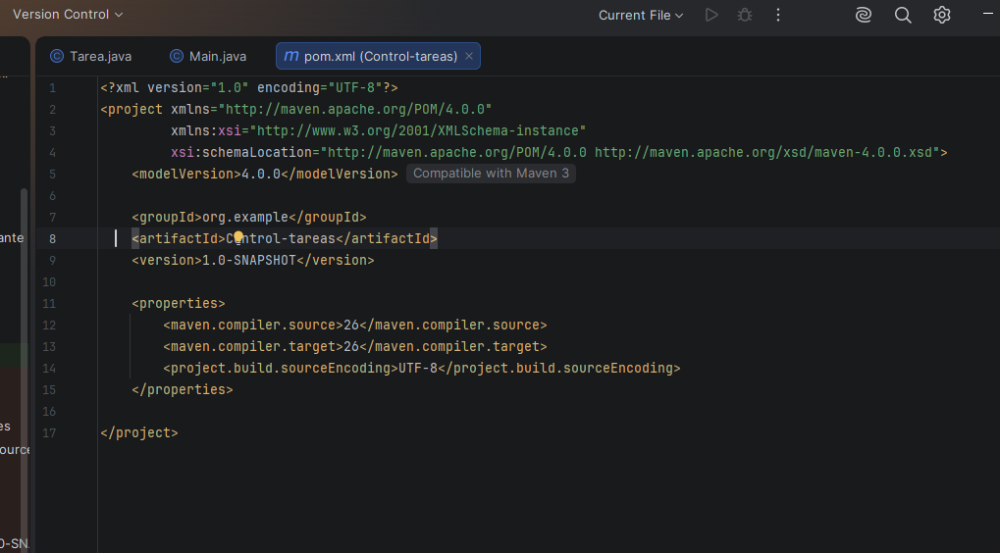 Version Control
Current File
Tarea.java
Main.java
pom.xml (Control-tareas)
1 <?xml version="1.0" encoding="UTF-8"?>
2 <project xmlns="http://maven.apache.org/POM/4.0.0"
3 xmlns:xsi="http://www.w3.org/2001/XMLSchema-instance"
4 xsi:schemaLocation="http://maven.apache.org/POM/4.0.0 http://maven.apache.org/xsd/maven-4.0.0.xsd">
5 <modelVersion>4.0.0</modelVersion> Compatible with Maven 3
6
7 <groupId>org.example</groupId>
8 <artifactId>Control-tareas</artifactId>
9 <version>1.0-SNAPSHOT</version>
10
11 <properties>
12 <maven.compiler.source>26</maven.compiler.source>
13 <maven.compiler.target>26</maven.compiler.target>
14 <project.build.sourceEncoding>UTF-8</project.build.sourceEncoding>
15 </properties>
16
17 </project>
ante
es
ource
0-SN